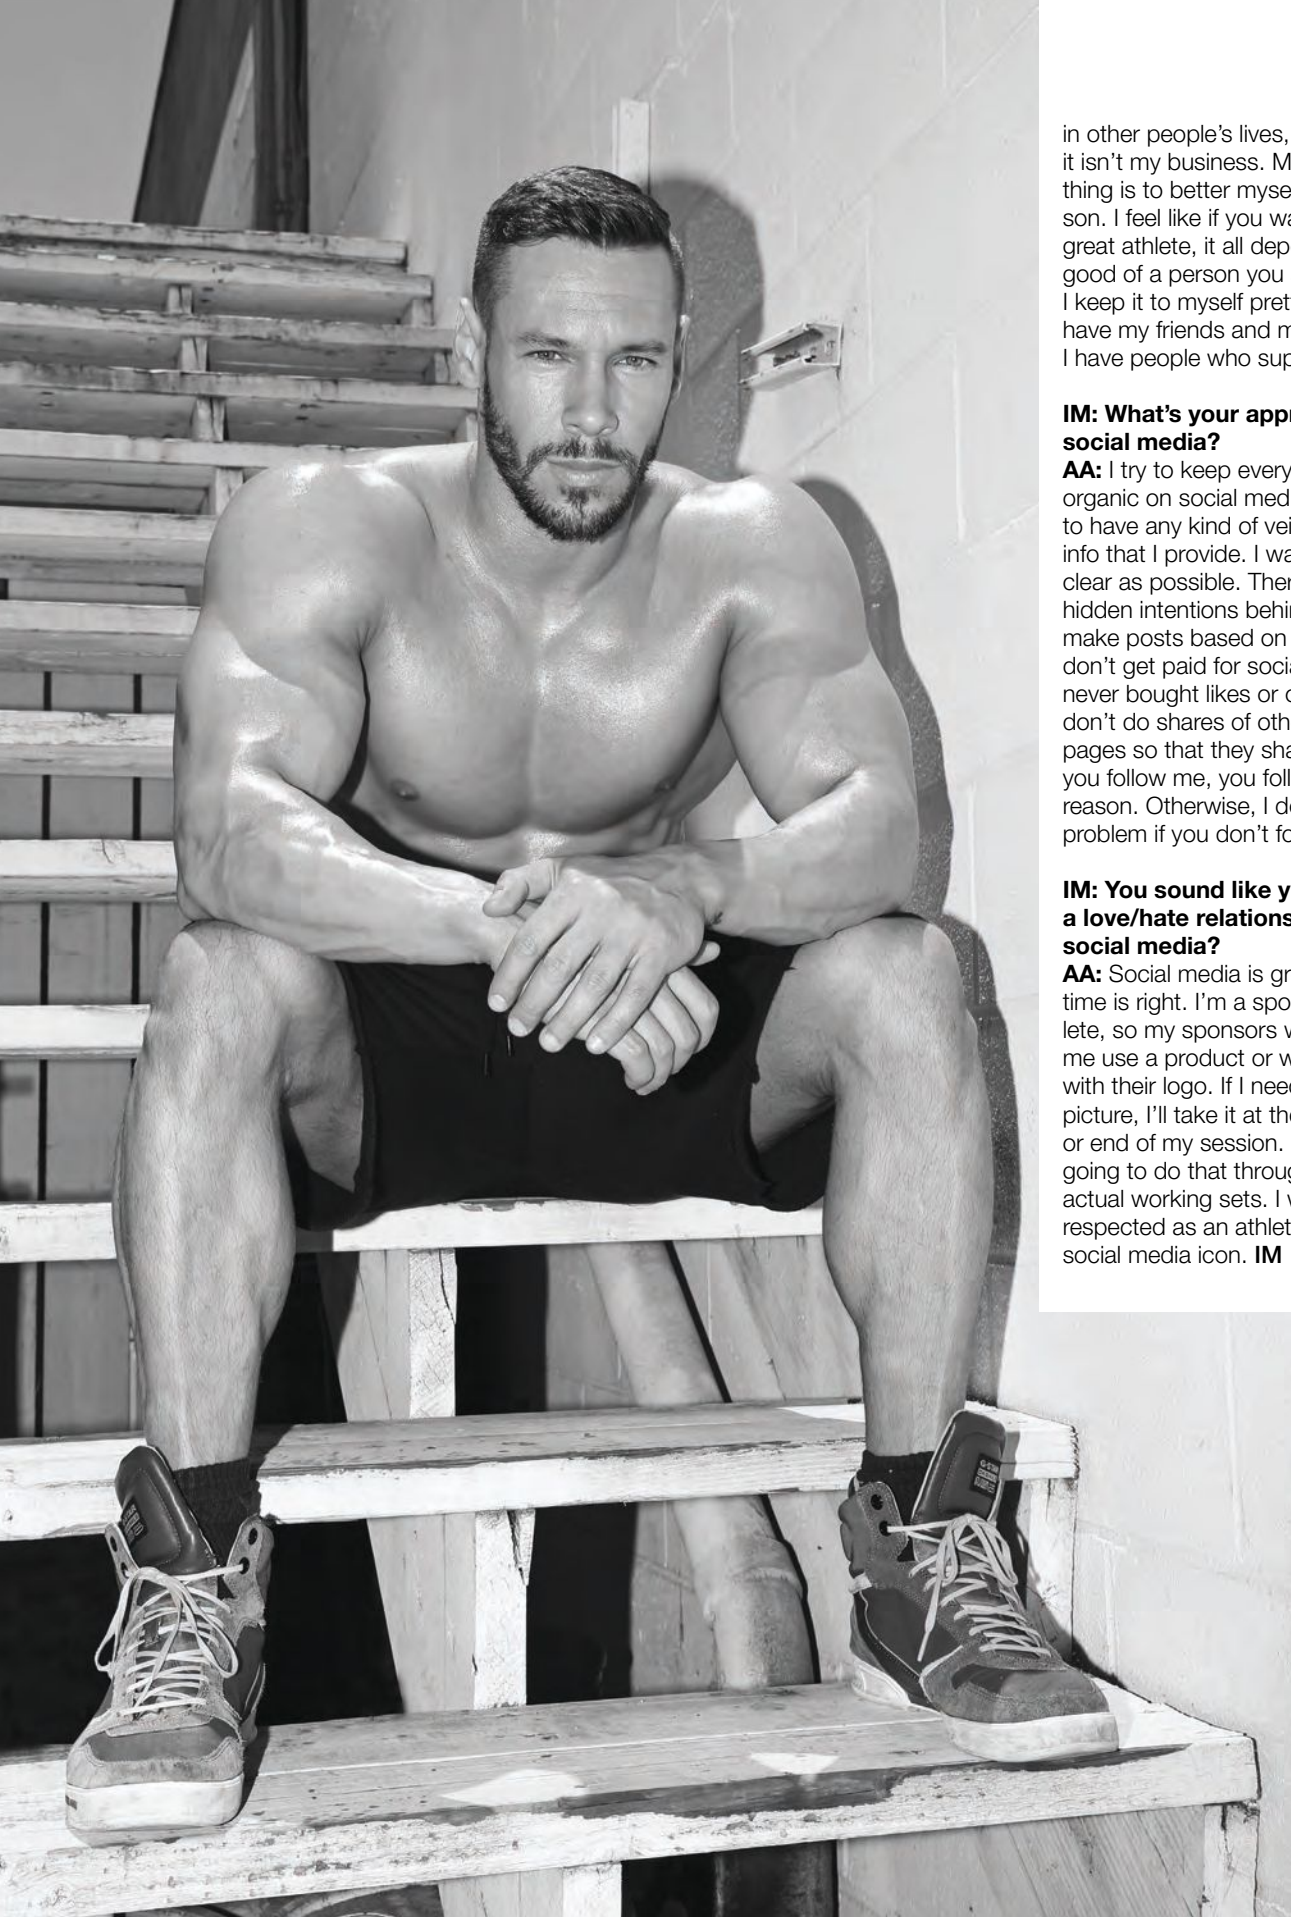 in other people’s lives,
it isn’t my business. M
thing is to better myse
son. I feel like if you wa
great athlete, it all dep
good of a person you
I keep it to myself pret
have my friends and m
I have people who sup
IM: What’s your appr
social media?
AA: I try to keep every
organic on social medi
to have any kind of vei
info that I provide. I wa
clear as possible. Ther
hidden intentions behi
make posts based on
don’t get paid for socia
never bought likes or c
don’t do shares of oth
pages so that they sha
you follow me, you foll
reason. Otherwise, I do
problem if you don’t fo
IM: You sound like y
a love/hate relations
social media?
AA: Social media is gr
time is right. I’m a spo
lete, so my sponsors w
me use a product or w
with their logo. If I need
picture, I’ll take it at the
or end of my session.
going to do that throug
actual working sets. I w
respected as an athlet
social media icon. IM